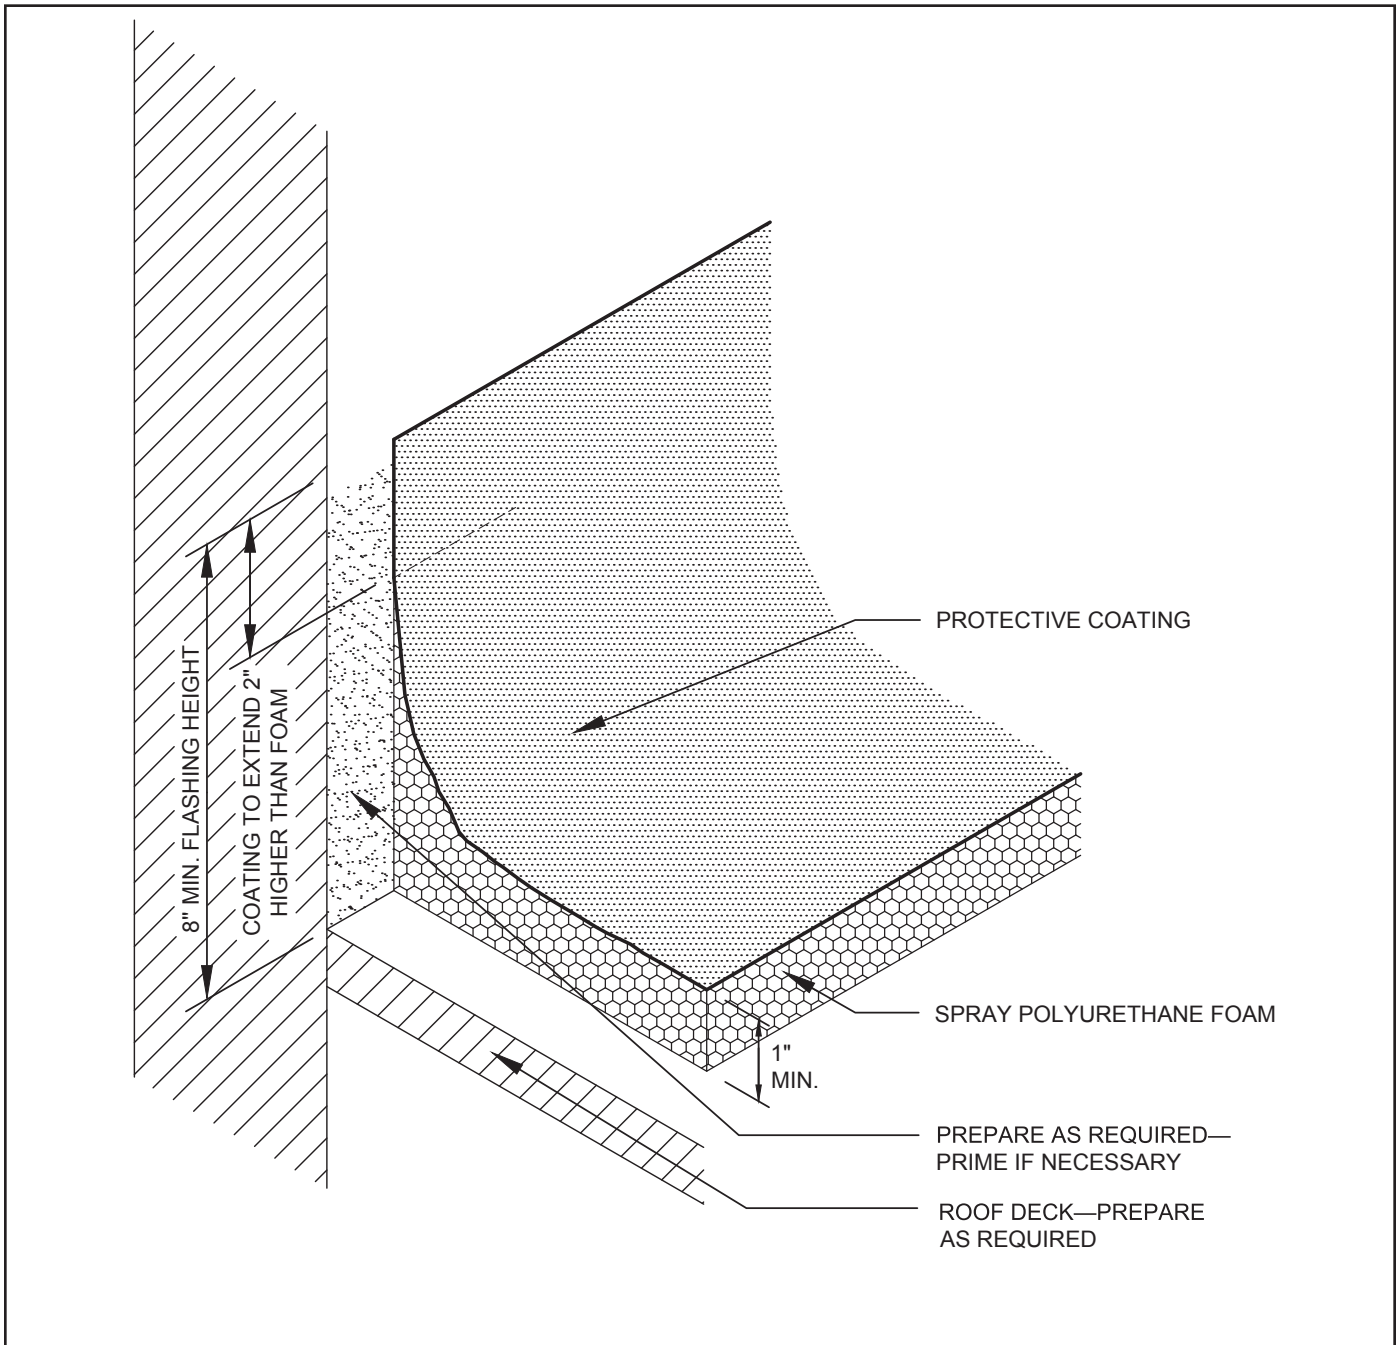 8" MIN. FLASHING HEIGHT
COATING TO EXTEND 2"
HIGHER THAN FOAM
PROTECTIVE COATING
SPRAY POLYURETHANE FOAM
1"
MIN.
PREPARE AS REQUIRED—
PRIME IF NECESSARY
ROOF DECK—PREPARE
AS REQUIRED